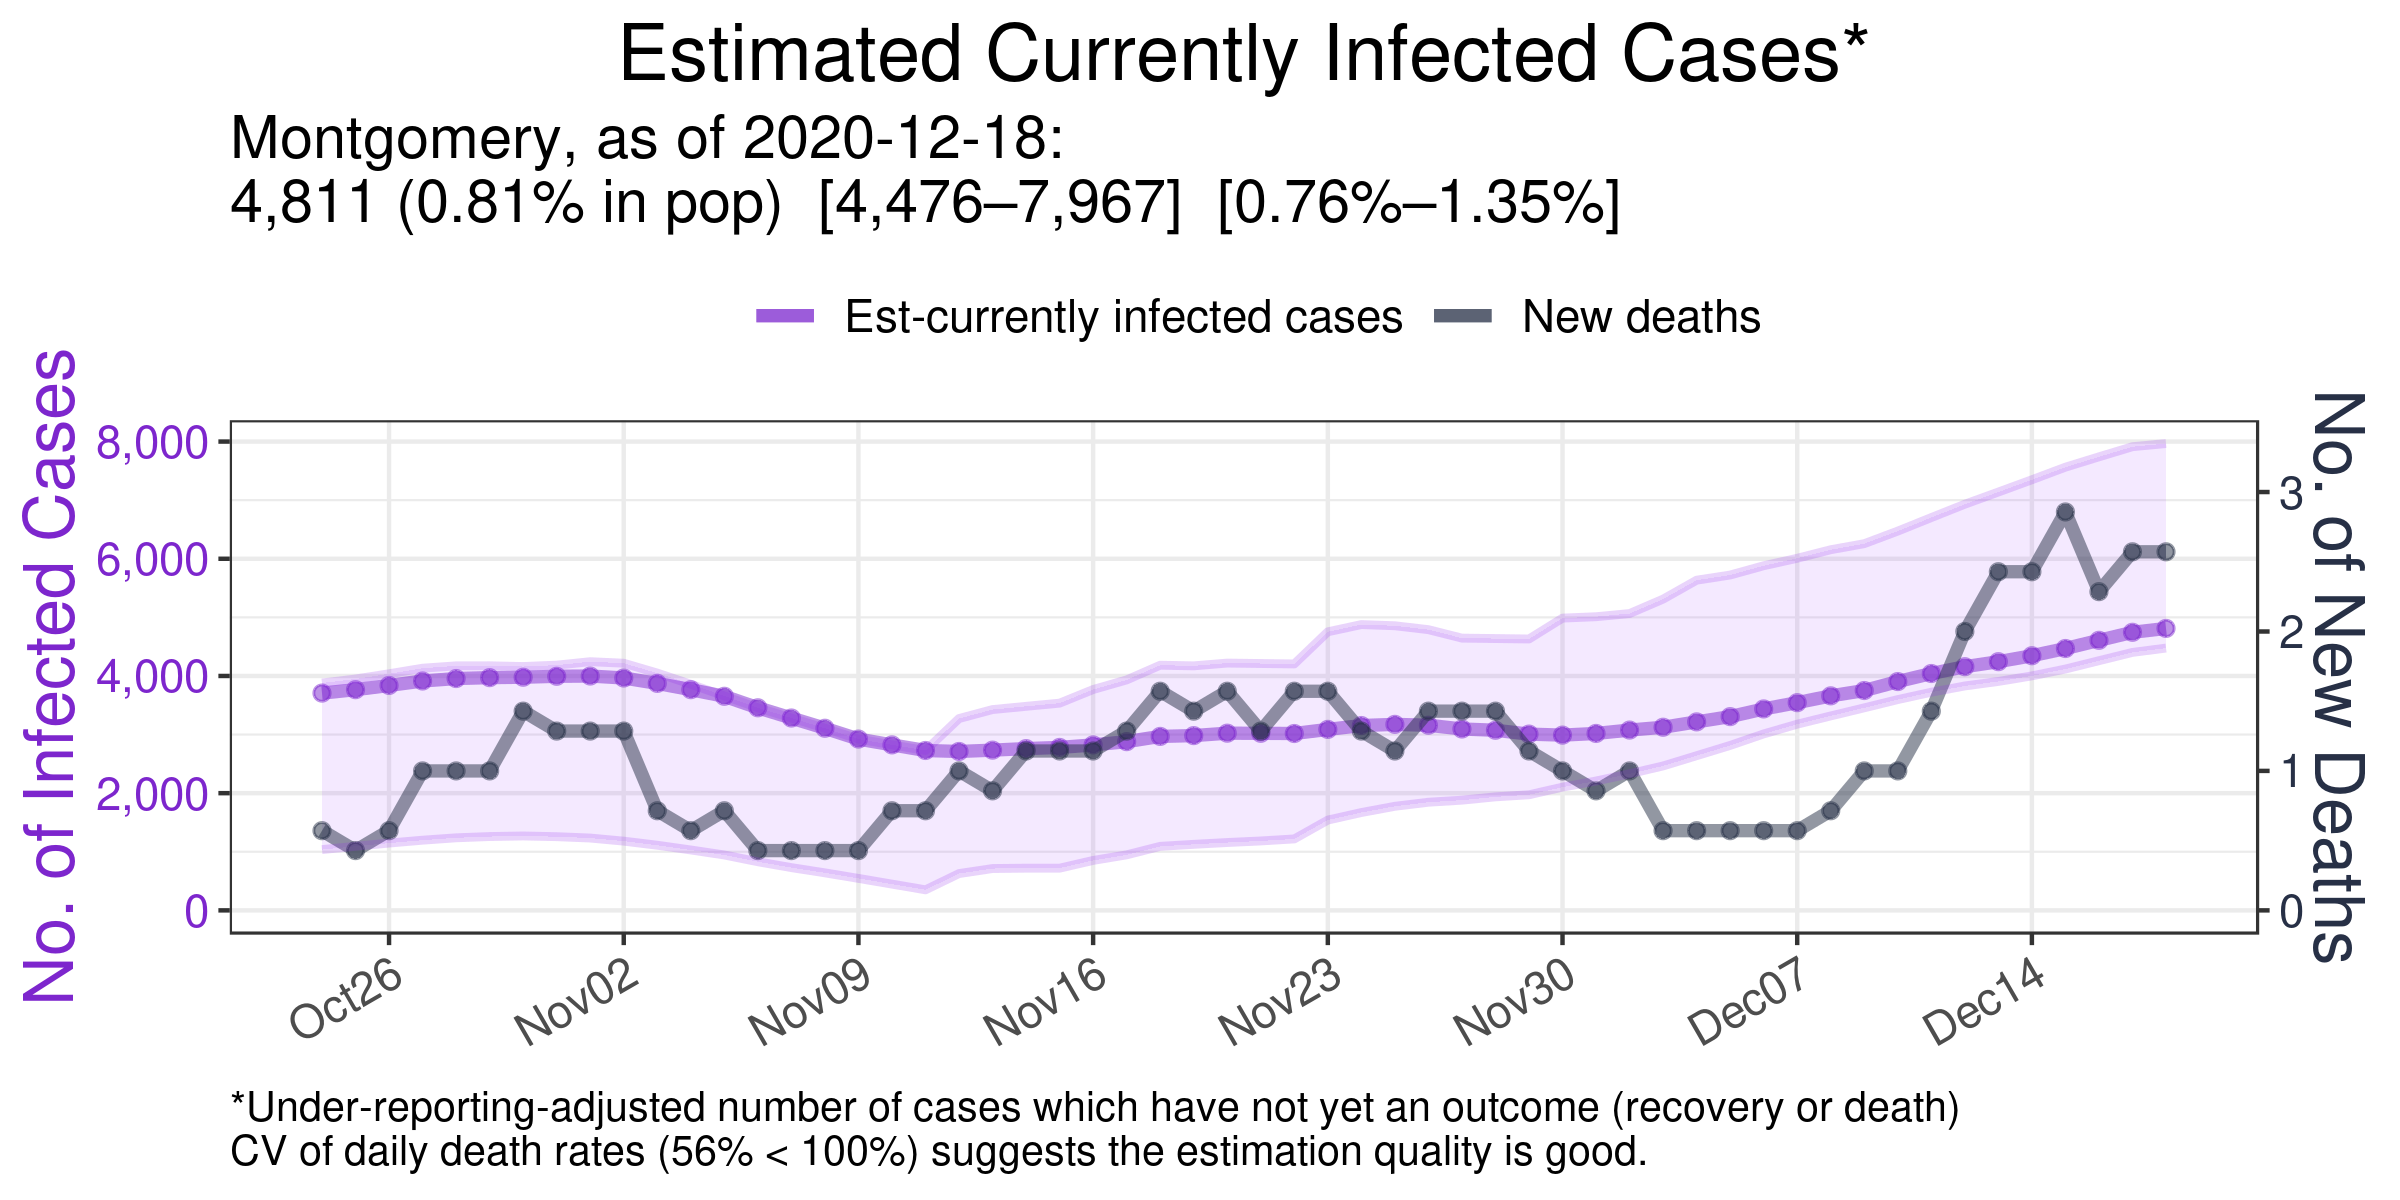 Estimated Currently Infected Cases*
Montgomery, as of 2020-12-18:
4,811 (0.81% in pop)  [4,476–7,967]  [0.76%–1.35%]
Est-currently infected cases
New deaths
No. of Infected Cases
8,000
6,000
4,000
2,000
0
No. of New Deaths
3
2
1
0
Oct26
Nov02
Nov09
Nov16
Nov23
Nov30
Dec07
Dec14
*Under-reporting-adjusted number of cases which have not yet an outcome (recovery or death)
CV of daily death rates (56% < 100%) suggests the estimation quality is good.